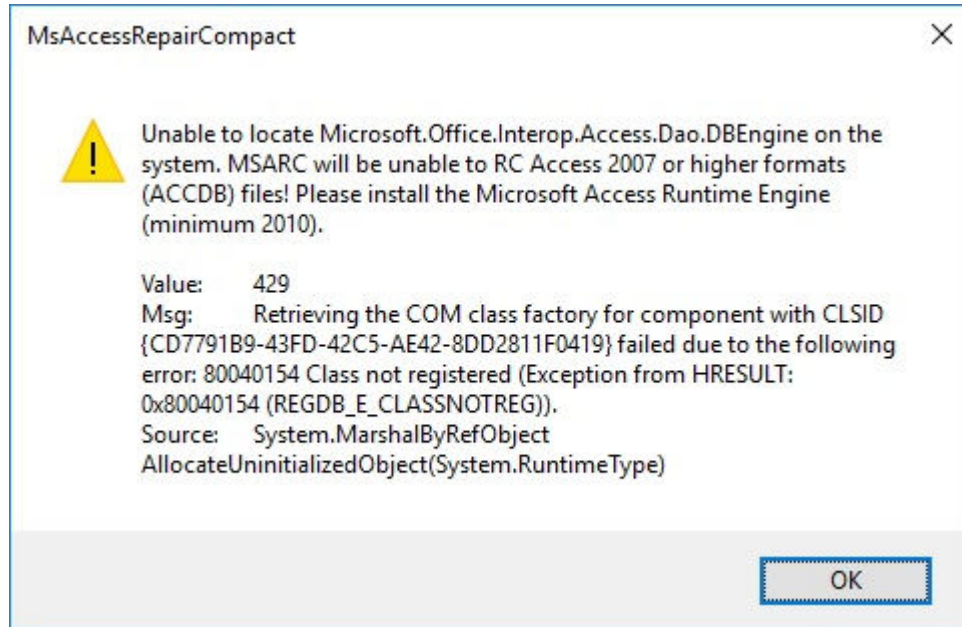 MsAccessRepairCompact
Unable to locate Microsoft.Office.Interop.Access.Dao.DBEngine on the
system. MSARC will be unable to RC Access 2007 or higher formats
(ACCDB) files! Please install the Microsoft Access Runtime Engine
(minimum 2010).
Value: 429
Msg: Retrieving the COM class factory for component with CLSID
{CD7791B9-43FD-42C5-AE42-8DD2811F0419} failed due to the following
error: 80040154 Class not registered (Exception from HRESULT:
0x80040154 (REGDB_E_CLASSNOTREG)).
Source: System.MarshalByRefObject
AllocateUninitializedObject(System.RuntimeType)
OK